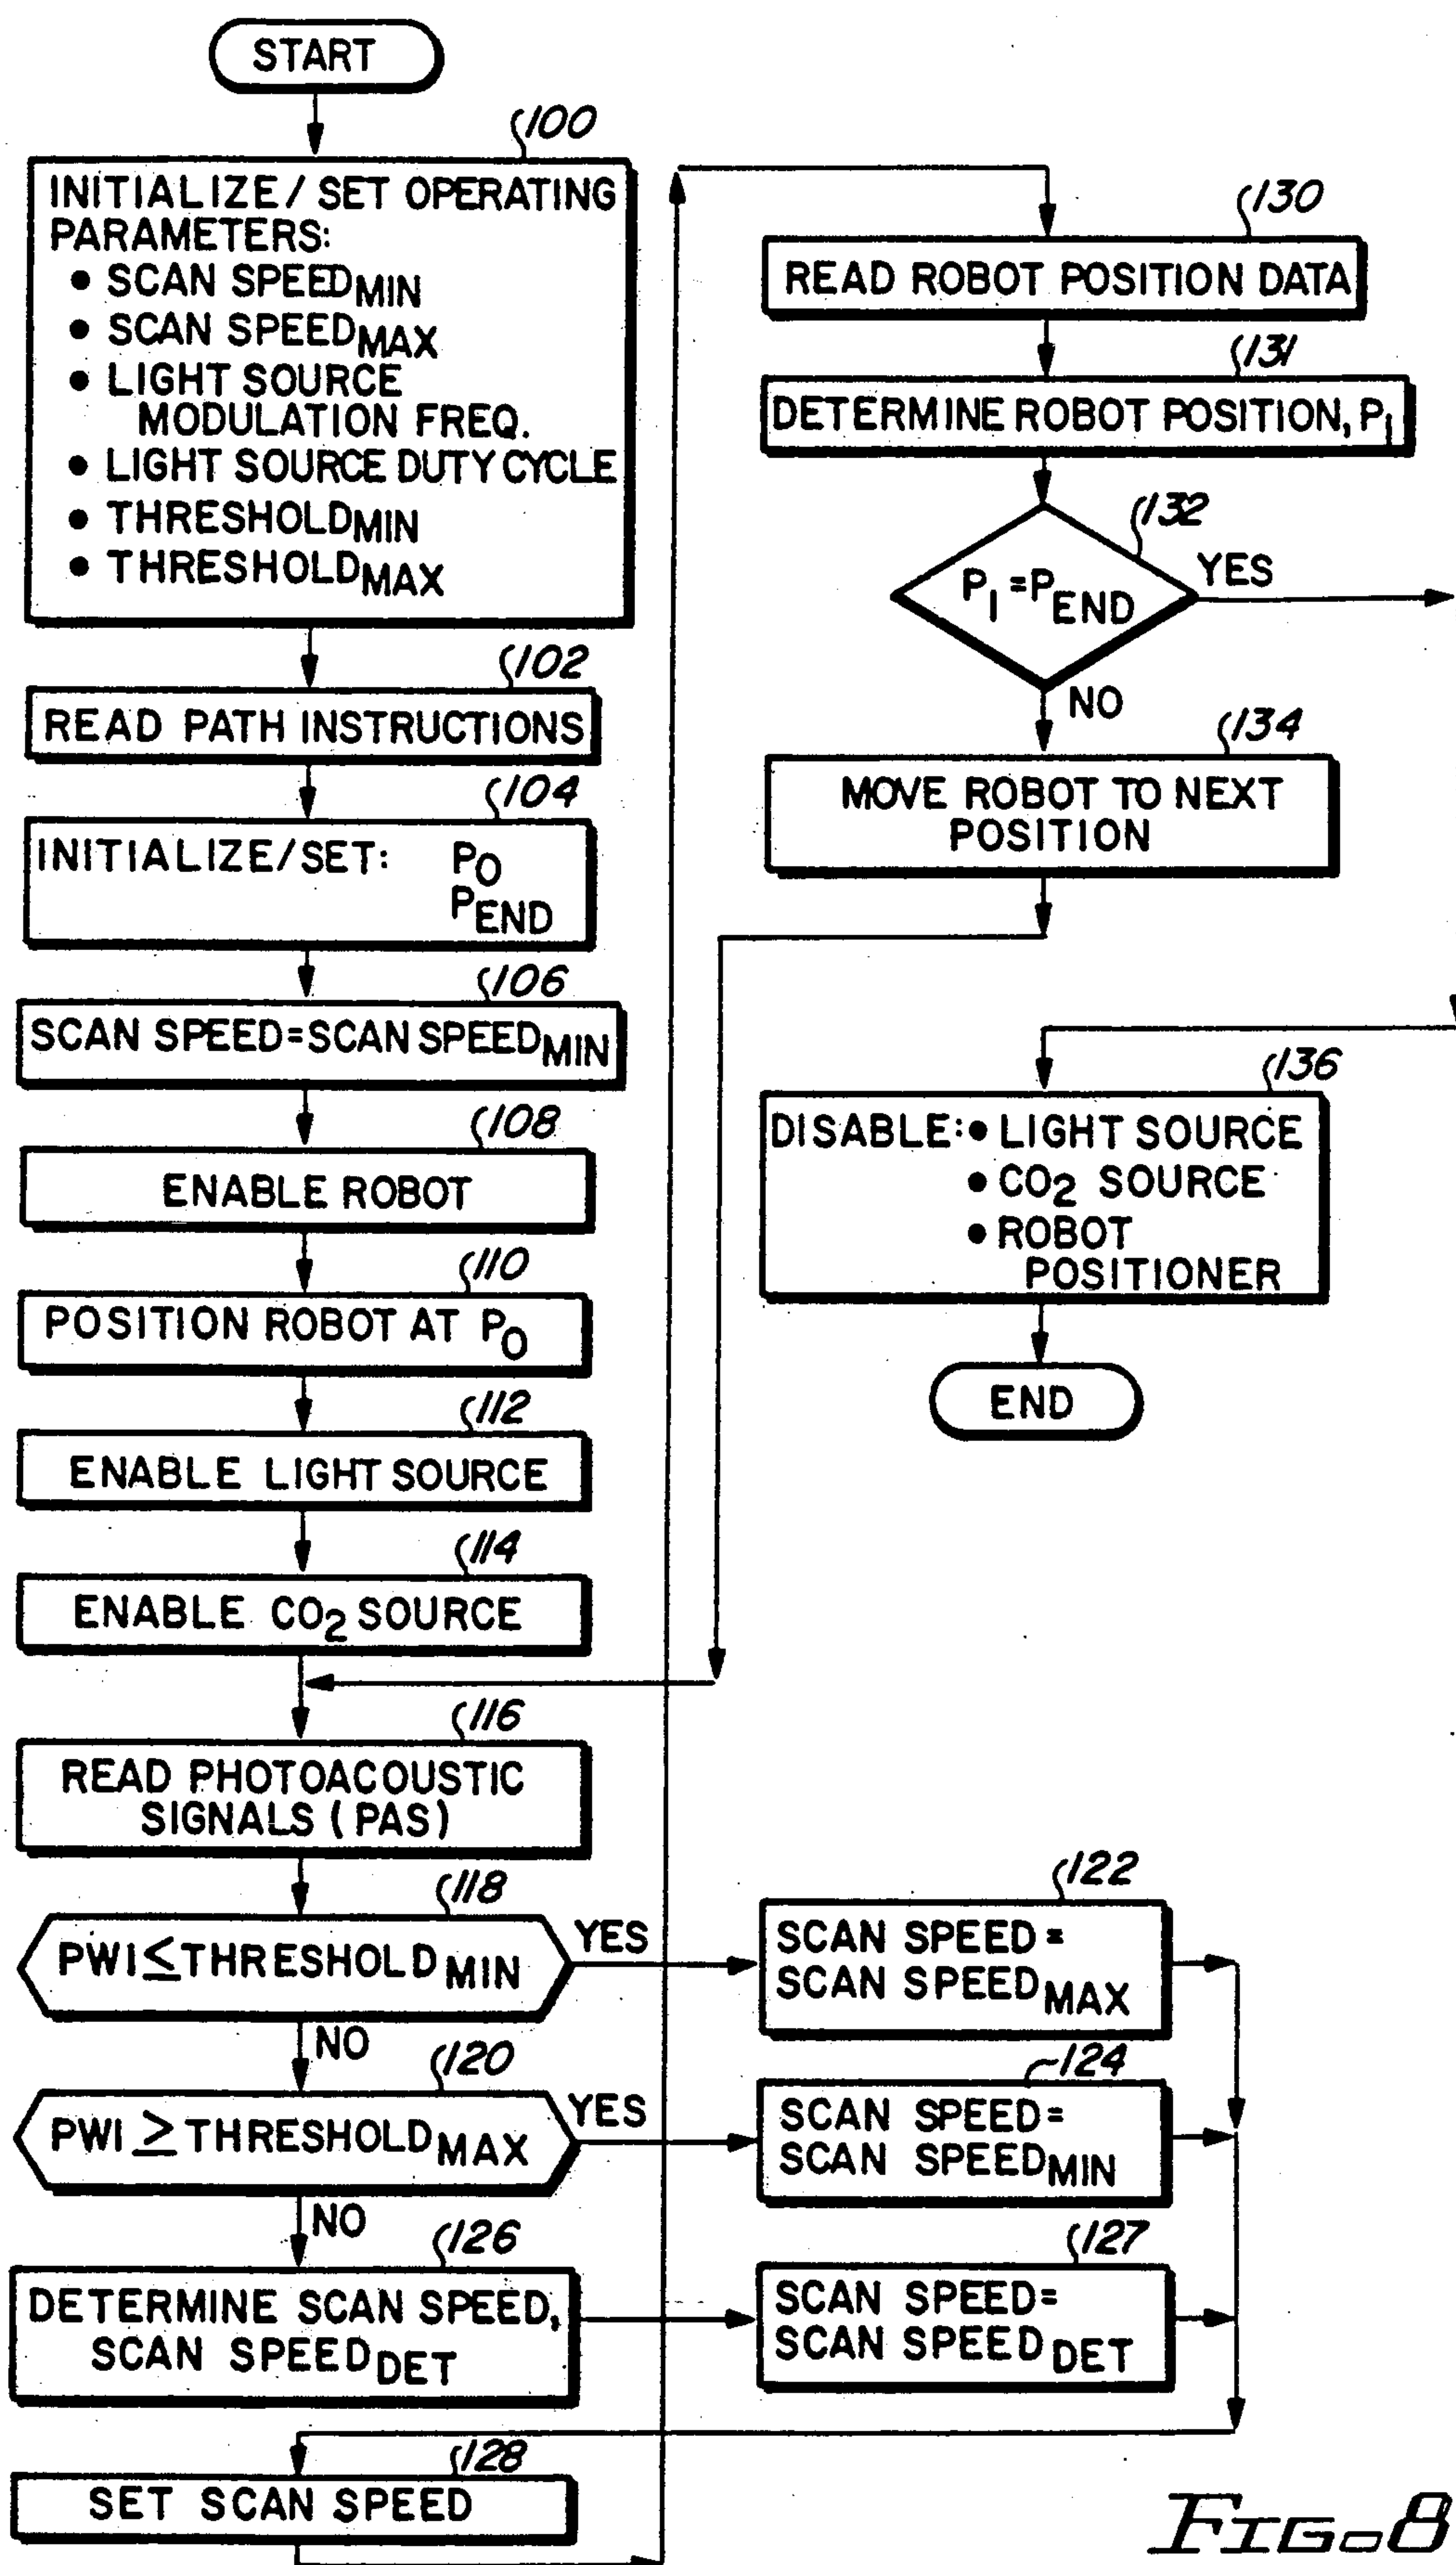 START
100
INITIALIZE/SET OPERATING
PARAMETERS:
• SCAN SPEEDMIN
• SCAN SPEEDMAX
• LIGHT SOURCE
MODULATION FREQ.
• LIGHT SOURCE DUTY CYCLE
• THRESHOLDMIN
• THRESHOLDMAX
102
READ PATH INSTRUCTIONS
104
INITIALIZE/SET: PO
PEND
106
SCAN SPEED=SCAN SPEEDMIN
108
ENABLE ROBOT
110
POSITION ROBOT AT PO
112
ENABLE LIGHT SOURCE
114
ENABLE CO2 SOURCE
116
READ PHOTOACOUSTIC
SIGNALS (PAS)
118
PWI≤THRESHOLDMIN
YES
NO
120
PWI≥THRESHOLDMAX
YES
NO
122
SCAN SPEED=
SCAN SPEEDMAX
124
SCAN SPEED=
SCAN SPEEDMIN
126
DETERMINE SCAN SPEED,
SCAN SPEEDDET
127
SCAN SPEED=
SCAN SPEEDDET
128
SET SCAN SPEED
130
READ ROBOT POSITION DATA
131
DETERMINE ROBOT POSITION, Pi
132
PI=PEND
YES
NO
134
MOVE ROBOT TO NEXT
POSITION
136
DISABLE: • LIGHT SOURCE
• CO2 SOURCE
• ROBOT
POSITIONER
END
FIG. 8